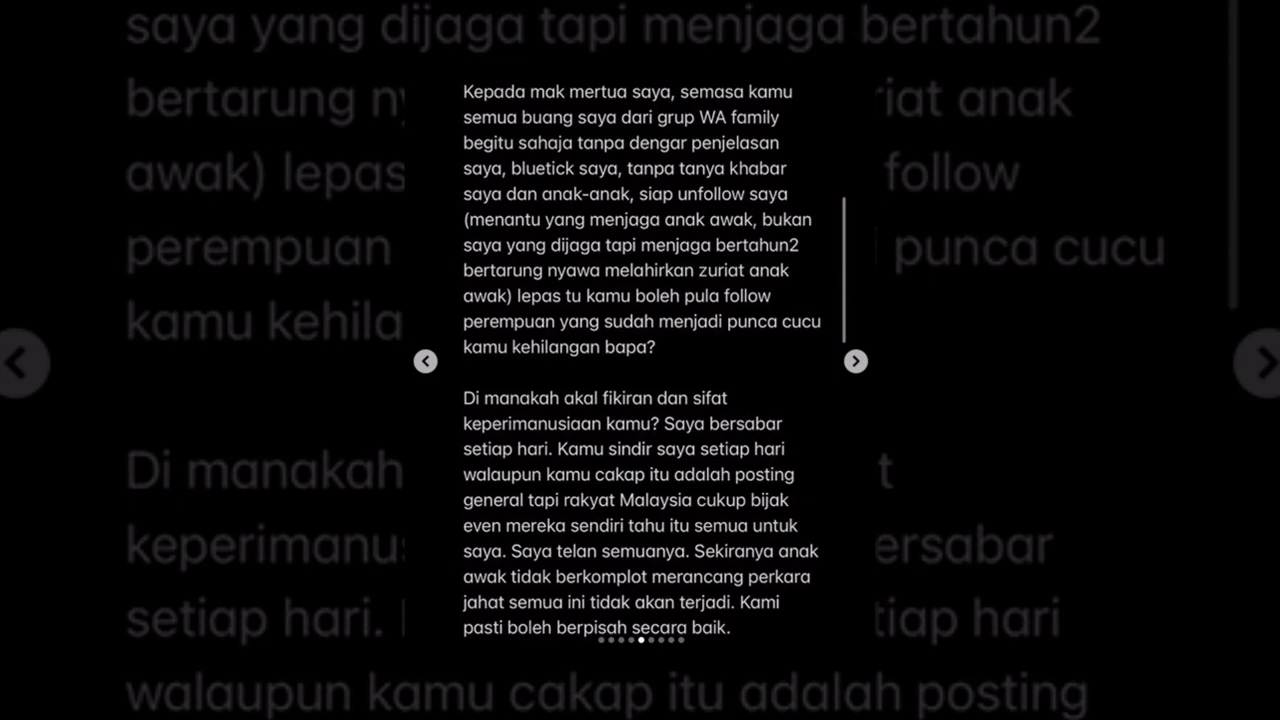 Kepada mak mertua saya, semasa kamu
semua buang saya dari grup WA family
begitu sahaja tanpa dengar penjelasan
saya, bluetick saya, tanpa tanya khabar
saya dan anak-anak, siap unfollow saya
(menantu yang menjaga anak awak, bukan
saya yang dijaga tapi menjaga bertahun2
bertarung nyawa melahirkan zuriat anak
awak) lepas tu kamu boleh pula follow
perempuan yang sudah menjadi punca cucu
kamu kehilangan bapa?
Di manakah akal fikiran dan sifat
keperimanusiaan kamu? Saya bersabar
setiap hari. Kamu sindir saya setiap hari
walaupun kamu cakap itu adalah posting
general tapi rakyat Malaysia cukup bijak
even mereka sendiri tahu itu semua untuk
saya. Saya telan semuanya. Sekiranya anak
awak tidak berkomplot merancang perkara
jahat semua ini tidak akan terjadi. Kami
pasti boleh berpisah secara baik.